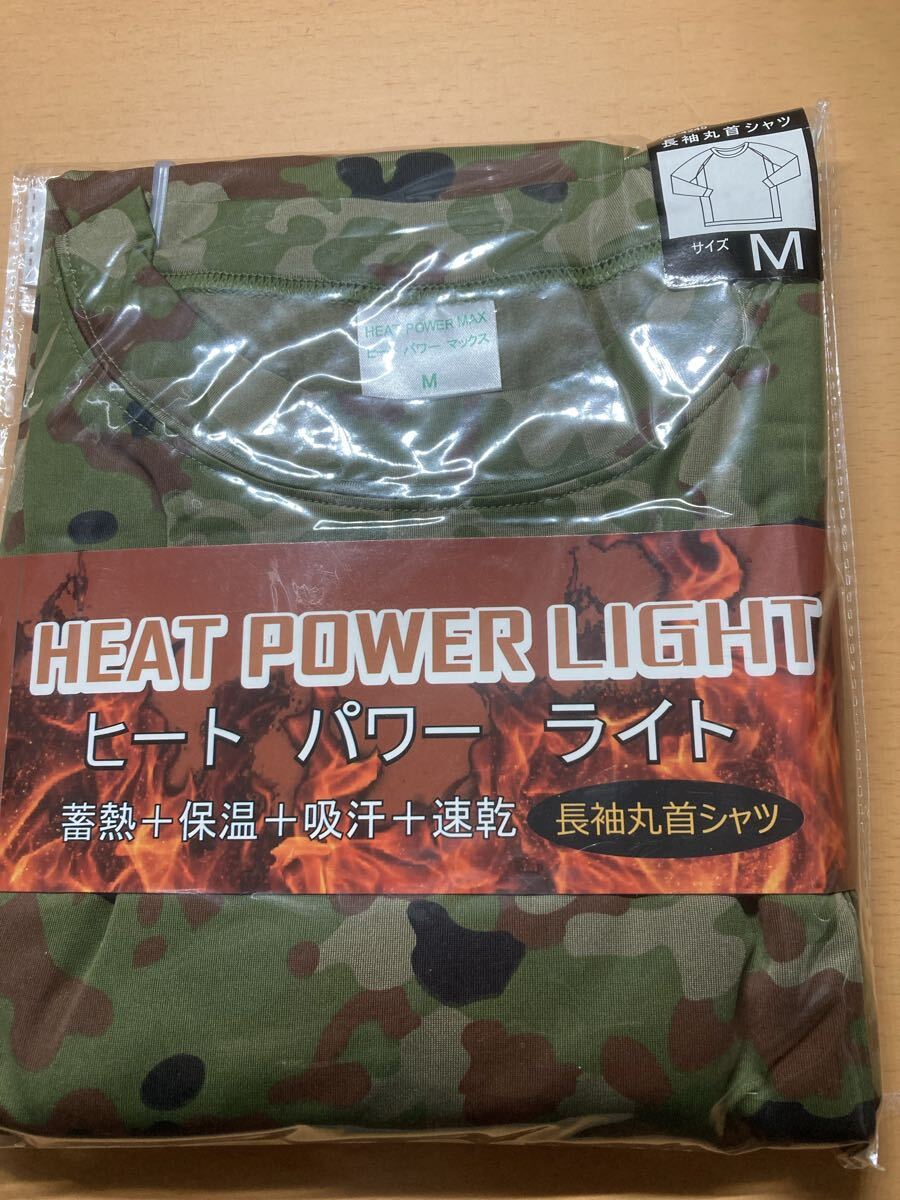 長袖丸首シャツ
サイズ M
HEAT POWER MAX
ヒート パワー マックス
M
HEAT POWER LIGHT
ヒート パワー ライト
蓄熱+保温+吸汗+速乾 長袖丸首シャツ